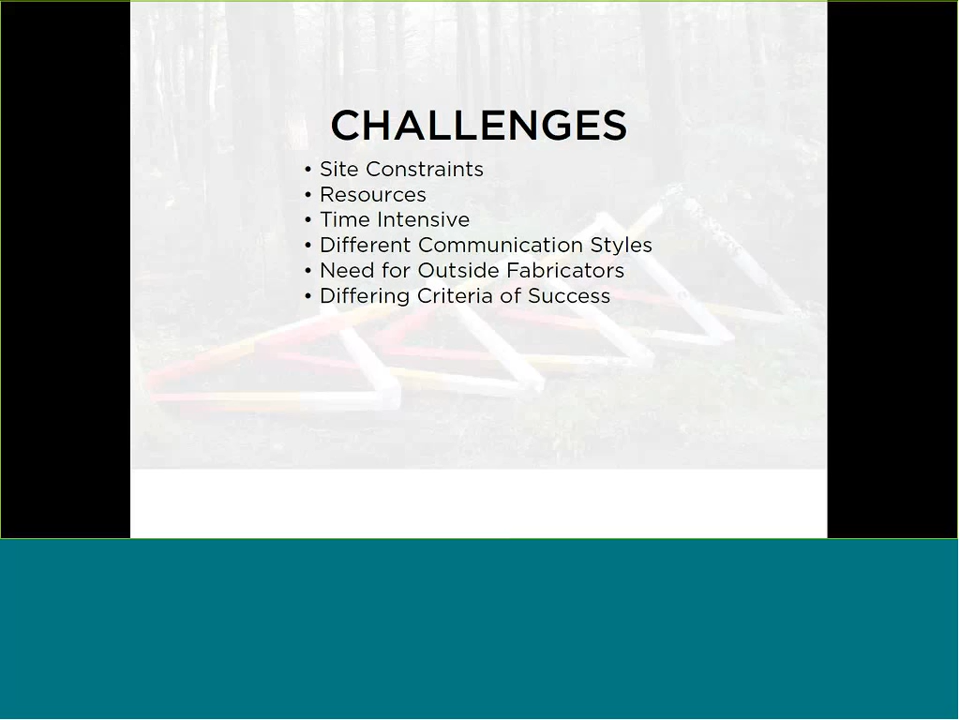 CHALLENGES
• Site Constraints
• Resources
• Time Intensive
• Different Communication Styles
• Need for Outside Fabricators
• Differing Criteria of Success